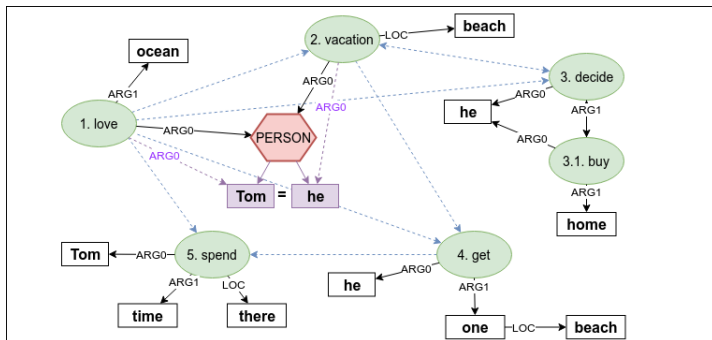 ocean
2. vacation
LOC
beach
ARG1
ARG0
ARG0
3. decide
ARG0
he
ARG1
1. love
ARG0
PERSON
ARG0
3.1. buy
ARG0
ARG1
Tom
=
he
home
Tom
ARG0
5. spend
4. get
ARG0
he
ARG1
LOC
ARG1
time
there
one
LOC
beach